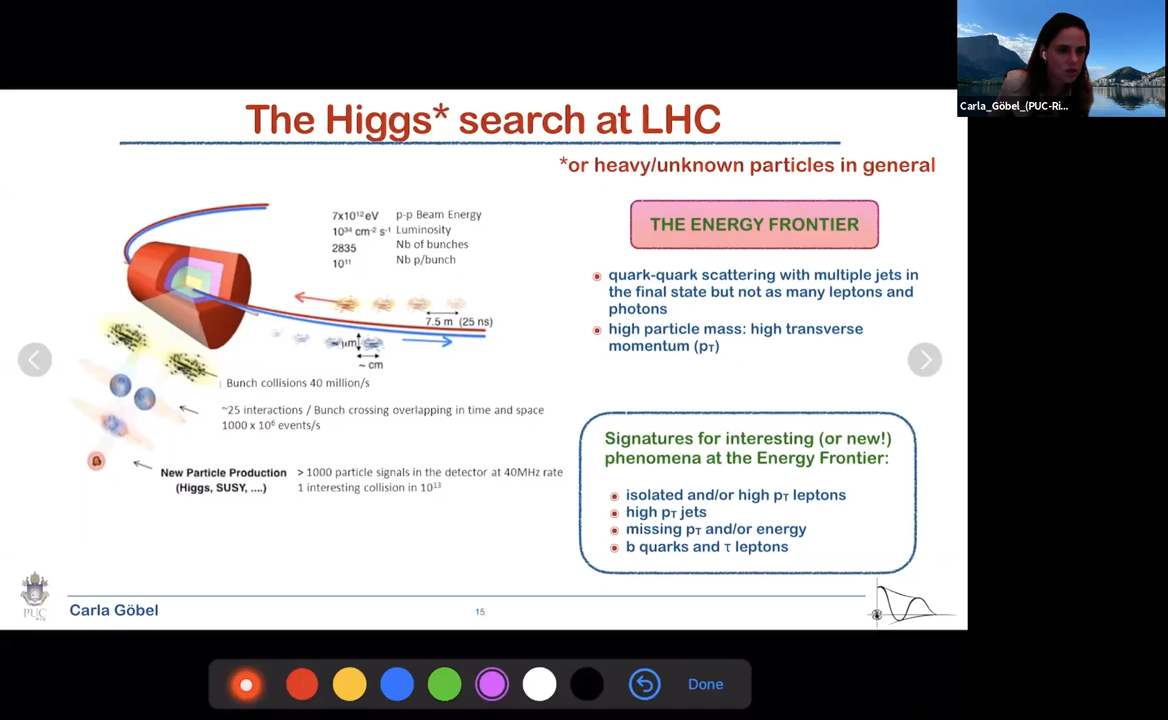 Carla_Göbel_(PUC-Ri...
The Higgs* search at LHC
*or heavy/unknown particles in general
7x10¹²eV p-p Beam Energy
10³⁴ cm⁻² s⁻¹ Luminosity
2835 Nb of bunches
10¹¹ Nb p/bunch
7.5 m (25 ns)
~ μm
~ cm
Bunch collisions 40 million/s
~25 interactions / Bunch crossing overlapping in time and space
1000 x 10⁶ events/s
New Particle Production > 1000 particle signals in the detector at 40MHz rate
(Higgs, SUSY, ....) 1 interesting collision in 10¹³
THE ENERGY FRONTIER
quark-quark scattering with multiple jets in
the final state but not as many leptons and
photons
high particle mass: high transverse
momentum (pT)
Signatures for interesting (or new!)
phenomena at the Energy Frontier:
isolated and/or high pT leptons
high pT jets
missing pT and/or energy
b quarks and τ leptons
PUC
Carla Göbel
15
Done